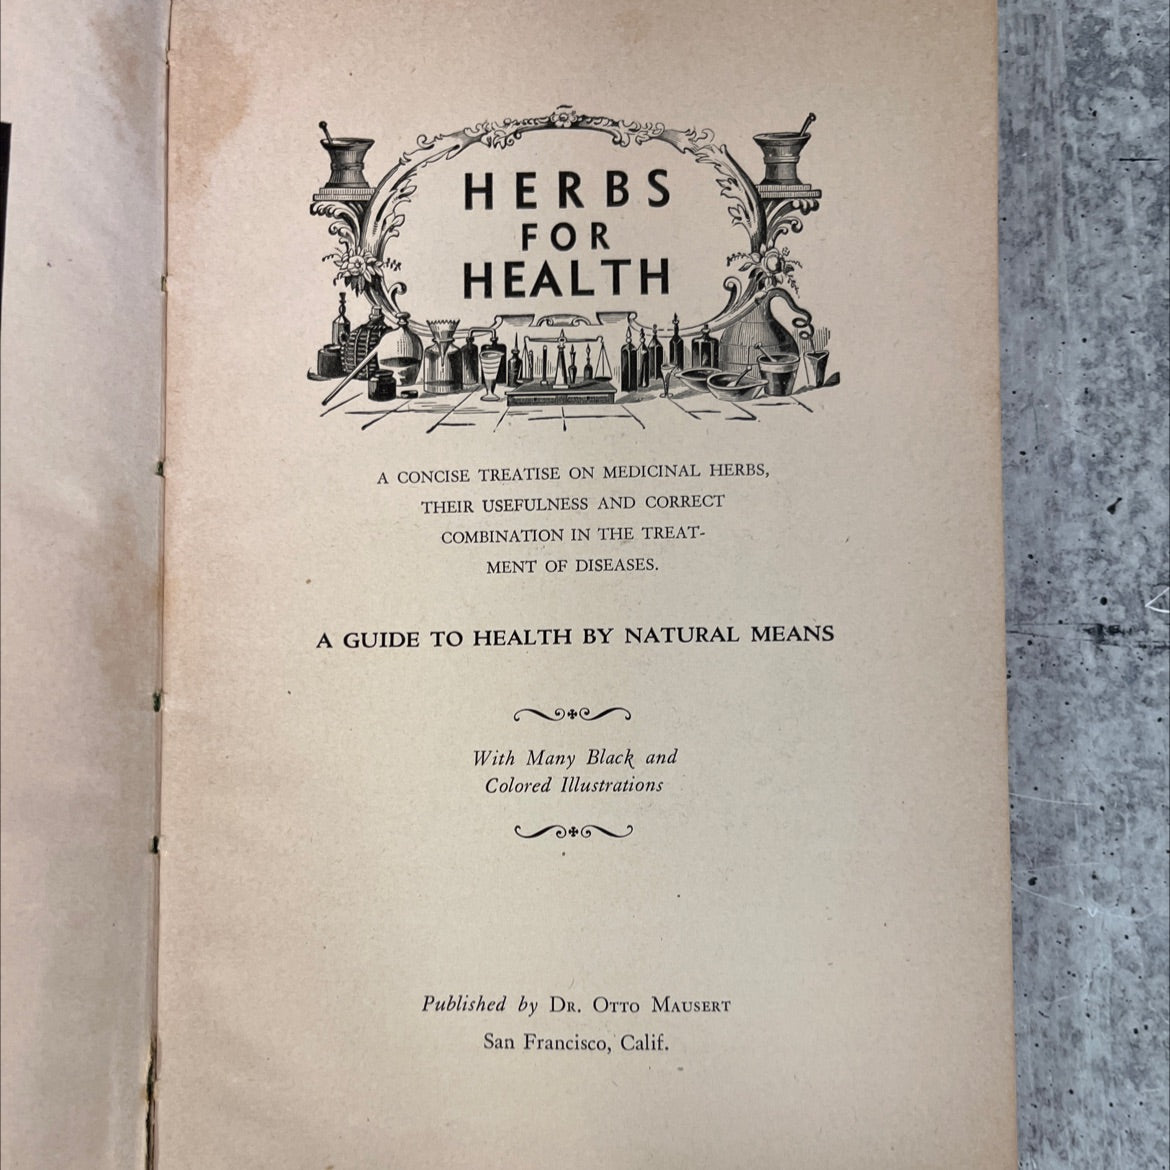 HERBS
FOR
HEALTH
A CONCISE TREATISE ON MEDICINAL HERBS,
THEIR USEFULNESS AND CORRECT
COMBINATION IN THE TREAT-
MENT OF DISEASES.
A GUIDE TO HEALTH BY NATURAL MEANS
With Many Black and
Colored Illustrations
Published by DR. OTTO MAUSERT
San Francisco, Calif.